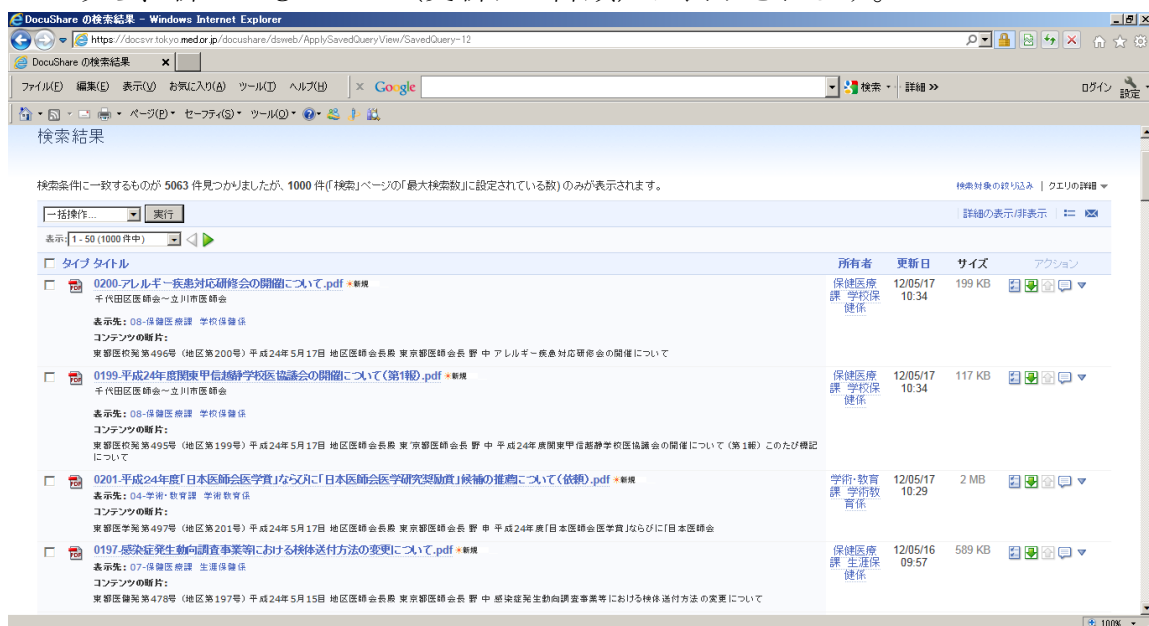 DocuShare の検索結果 - Windows Internet Explorer
https://docsvr.tokyo.med.or.jp/docushare/dsweb/ApplySavedQueryView/SavedQuery-12
DocuShare の検索結果
ファイル(F) 編集(E) 表示(V) お気に入り(A) ツール(T) ヘルプ(H) x Google 検索 詳細 >> ログイン 設定
ページ(P) セーフティ(S) ツール(O)
検索結果
検索条件に一致するものが 5063 件見つかりましたが、1000 件(「検索」ページの「最大検索数」に設定されている数) のみが表示されます。 検索対象の絞り込み | クエリの詳細
一括操作... 実行 詳細の表示/非表示
表示: 1 - 50 (1000 件中)
タイプ タイトル 所有者 更新日 サイズ アクション
0200-アレルギー疾患対応研修会の開催について.pdf 新規 保健医療課 学校保健係 12/05/17 10:34 199 KB
千代田区医師会～立川市医師会
表示先: 08-保健医療課 学校保健係
コンテンツの断片:
東都医校発第496号（地区第200号）平成24年5月17日 地区医師会長殿 東京都医師会長 野 中 アレルギー疾患対応研修会の開催について
0199-平成24年度関東甲信越静学校医協議会の開催について(第1報).pdf 新規 保健医療課 学校保健係 12/05/17 10:34 117 KB
千代田区医師会～立川市医師会
表示先: 08-保健医療課 学校保健係
コンテンツの断片:
東都医校発第495号（地区第199号）平成24年5月17日 地区医師会長殿 東'京都医師会長 野 中 平成24年度関東甲信越静学校医協議会の開催について（第1報）このたび標記
について
0201-平成24年度「日本医師会医学賞」ならびに「日本医師会医学研究奨励賞」候補の推薦について(依頼).pdf 新規 学術・教育課 学術教育係 12/05/17 10:29 2 MB
表示先: 04-学術・教育課 学術教育係
コンテンツの断片:
東都医学発第497号（地区第201号）平成24年5月17日 地区医師会長殿 東京都医師会長 野 中 平成24年度「日本医師会医学賞」ならびに「日本医師会
0197-感染症発生動向調査事業等における検体送付方法の変更について.pdf 新規 保健医療課 生涯保健係 12/05/16 09:57 589 KB
表示先: 07-保健医療課 生涯保健係
コンテンツの断片:
東都医健発第478号（地区第197号）平成24年5月15日 地区医師会長殿 東京都医師会長 野 中 感染症発生動向調査事業等における検体送付方法の変更について
100%